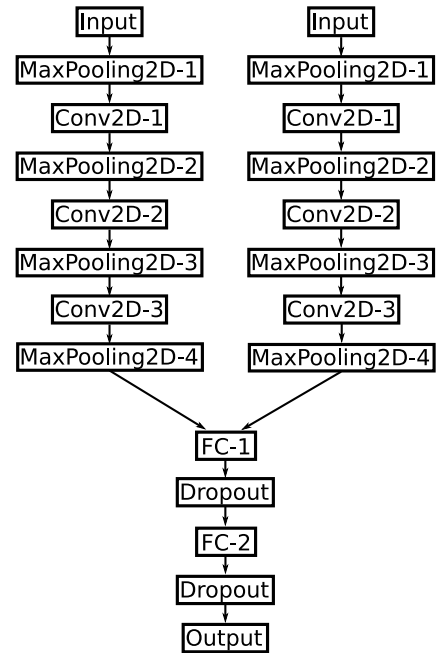 Input
MaxPooling2D-1
Conv2D-1
MaxPooling2D-2
Conv2D-2
MaxPooling2D-3
Conv2D-3
MaxPooling2D-4
Input
MaxPooling2D-1
Conv2D-1
MaxPooling2D-2
Conv2D-2
MaxPooling2D-3
Conv2D-3
MaxPooling2D-4
FC-1
Dropout
FC-2
Dropout
Output